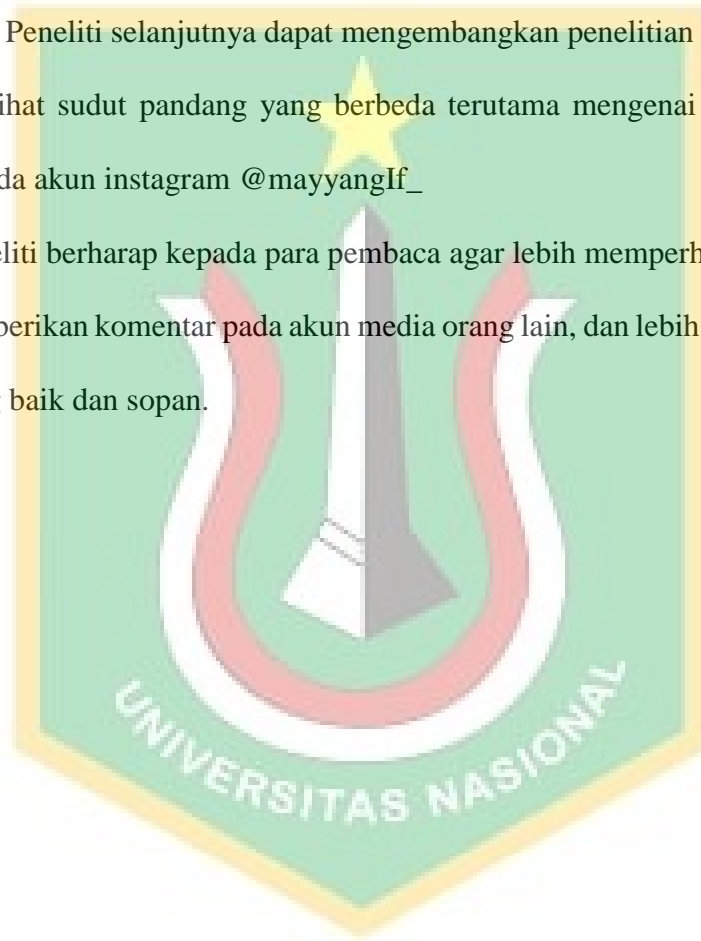 Peneliti selanjutnya dapat mengembangkan penelitian
ihat sudut pandang yang berbeda terutama mengenai
da akun instagram @mayyangIf_
eliti berharap kepada para pembaca agar lebih memperh
berikan komentar pada akun media orang lain, dan lebih
g baik dan sopan.
UNIVERSITAS NASIONAL